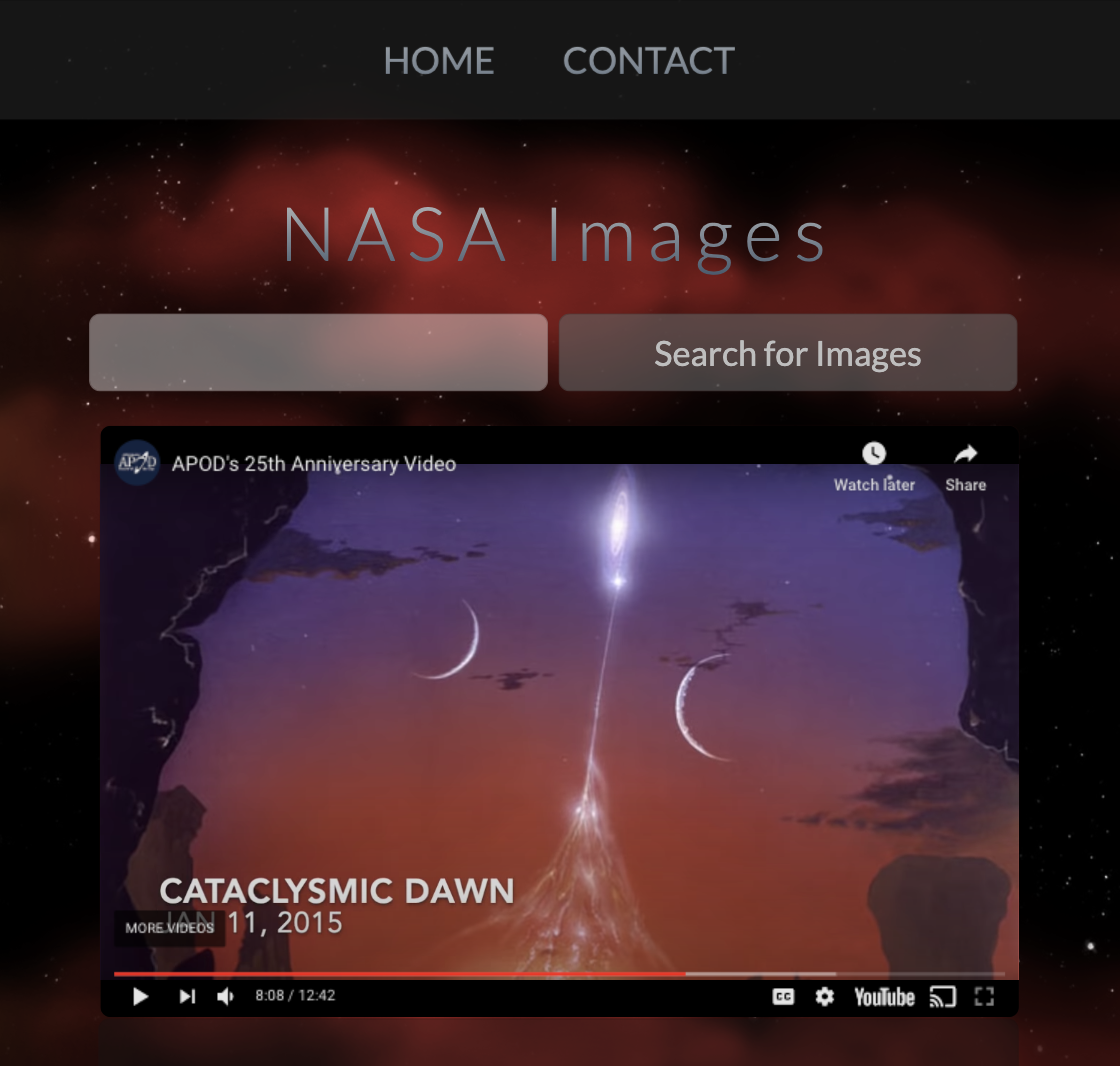 HOME CONTACT
NASA Images
Search for Images
APOD
APOD's 25th Anniversary Video
Watch later Share
CATACLYSMIC DAWN
JAN 11, 2015
MORE VIDEOS
8:08 / 12:42
CC YouTube